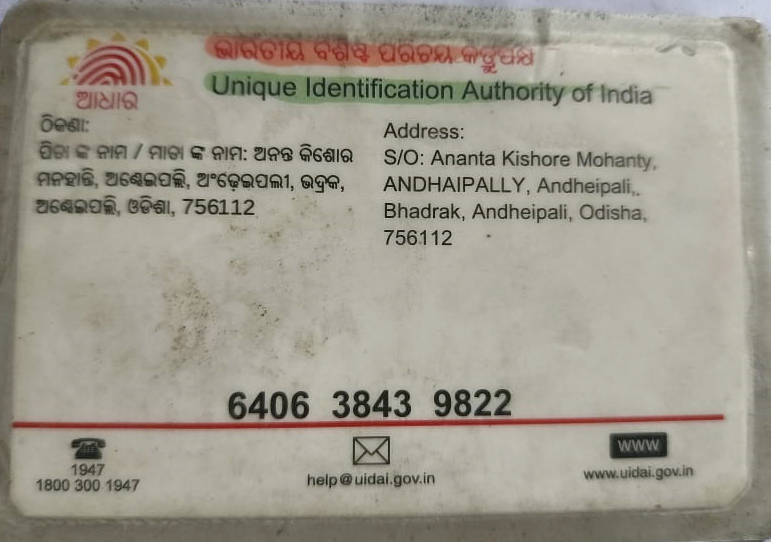 ଭାରତୀୟ ବିଶିଷ୍ଟ ପରିଚୟ କର୍ତ୍ତୃପକ୍ଷ
Unique Identification Authority of India
ଆଧାର
ଠିକଣା:
ପିତା ଙ୍କ ନାମ / ମାତା ଙ୍କ ନାମ: ଅନନ୍ତ କିଶୋର
ମହାନ୍ତି, ଅଣ୍ଢେଇପଲ୍ଲି, ଅଂଢ଼େଇପଲୀ, ଭଦ୍ରକ,
ଅଣ୍ଢେଇପଲ୍ଲି, ଓଡିଶା, 756112
Address:
S/O: Ananta Kishore Mohanty,
ANDHAIPALLY, Andheipali,
Bhadrak, Andheipali, Odisha,
756112
6406 3843 9822
1947
1800 300 1947
help@uidai.gov.in
WWW
www.uidai.gov.in